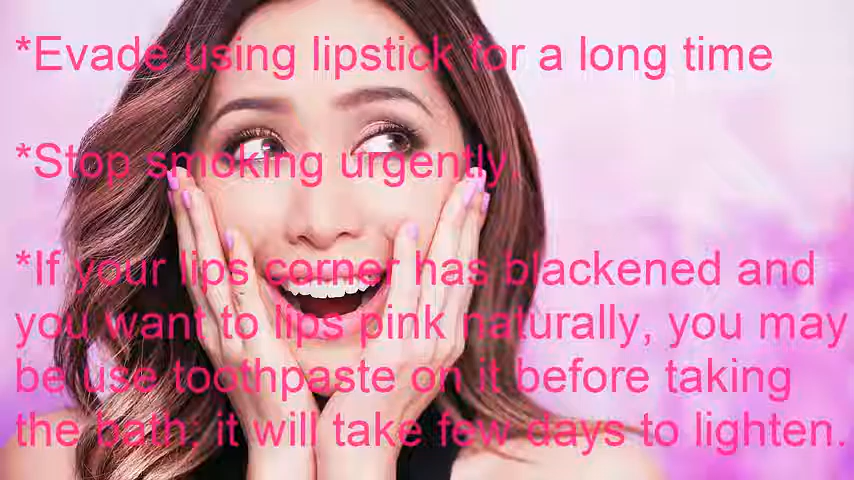 *Evade using lipstick for a long time
*Stop smoking urgently,
*If your lips corner has blackened and
you want to lips pink naturally, you may
be use toothpaste on it before taking
the bath; it will take few days to lighten.